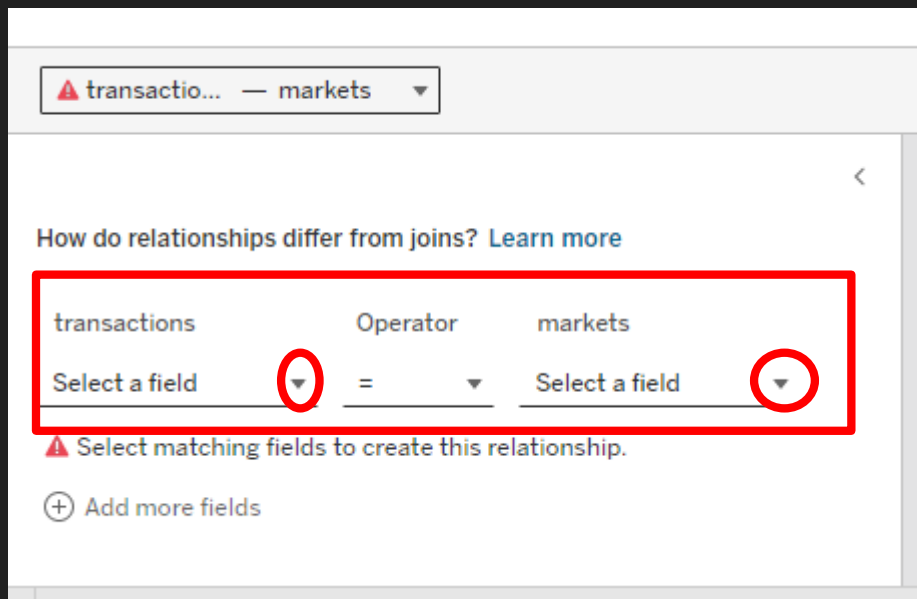 transactio... — markets
How do relationships differ from joins? Learn more
transactions Operator markets
Select a field = Select a field
Select matching fields to create this relationship.
Add more fields